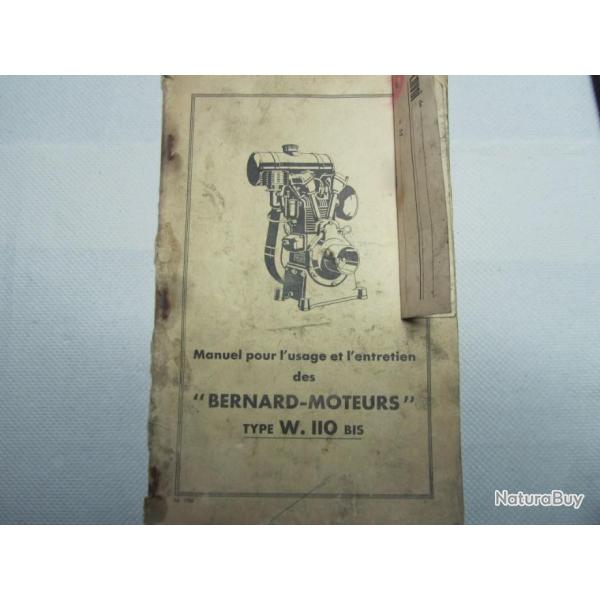 Manuel pour l'usage et l'entretien
des
"BERNARD-MOTEURS"
TYPE W. 110 BIS
NaturaBuy